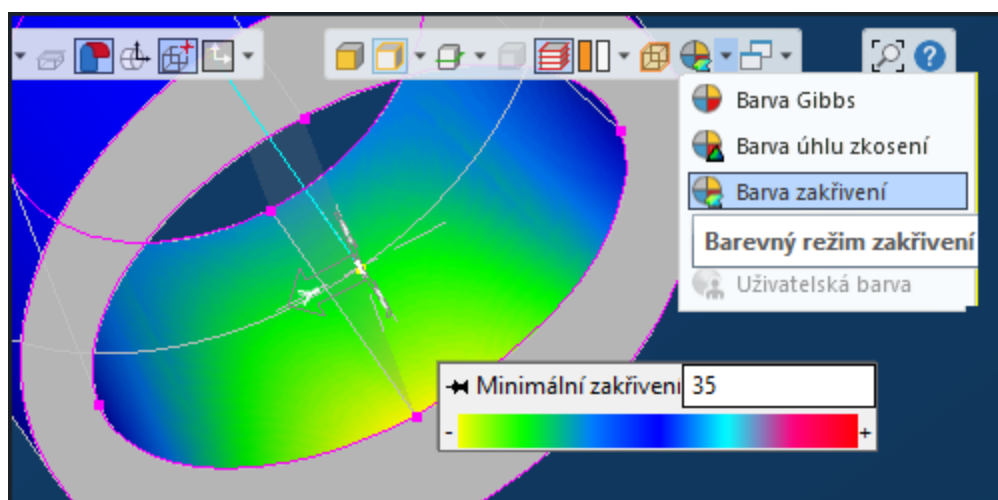 Barva Gibbs
Barva úhlu zkosení
Barva zakřivení
Barevný režim zakřivení
Uživatelská barva
Minimální zakřivení 35
- +